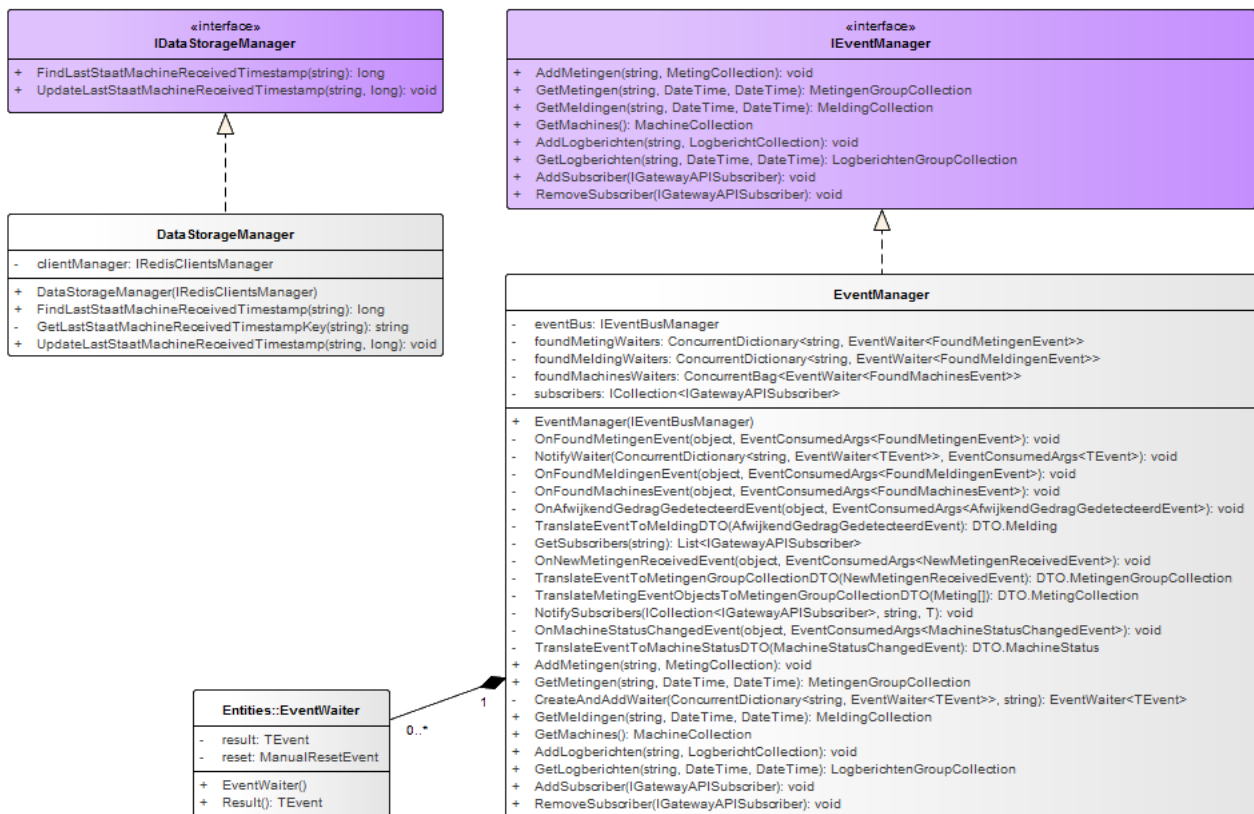 «interface»
IDataStorageManager
+ FindLastStaatMachineReceivedTimestamp(string): long
+ UpdateLastStaatMachineReceivedTimestamp(string, long): void
«interface»
IEventManager
+ AddMetingen(string, MetingCollection): void
+ GetMetingen(string, DateTime, DateTime): MetingenGroupCollection
+ GetMeldingen(string, DateTime, DateTime): MeldingCollection
+ GetMachines(): MachineCollection
+ AddLogberichten(string, LogberichtCollection): void
+ GetLogberichten(string, DateTime, DateTime): LogberichtenGroupCollection
+ AddSubscriber(IGatewayAPISubscriber): void
+ RemoveSubscriber(IGatewayAPISubscriber): void
DataStorageManager
- clientManager: IRedisClientsManager
+ DataStorageManager(IRedisClientsManager)
+ FindLastStaatMachineReceivedTimestamp(string): long
- GetLastStaatMachineReceivedTimestampKey(string): string
+ UpdateLastStaatMachineReceivedTimestamp(string, long): void
EventManager
- eventBus: IEventBusManager
- foundMetingWaiters: ConcurrentDictionary<string, EventWaiter<FoundMetingenEvent>>
- foundMeldingWaiters: ConcurrentDictionary<string, EventWaiter<FoundMeldingenEvent>>
- foundMachinesWaiters: ConcurrentBag<EventWaiter<FoundMachinesEvent>>
- subscribers: ICollection<IGatewayAPISubscriber>
+ EventManager(IEventBusManager)
- OnFoundMetingenEvent(object, EventConsumedArgs<FoundMetingenEvent>): void
- NotifyWaiter(ConcurrentDictionary<string, EventWaiter<TEvent>>, EventConsumedArgs<TEvent>): void
- OnFoundMeldingenEvent(object, EventConsumedArgs<FoundMeldingenEvent>): void
- OnFoundMachinesEvent(object, EventConsumedArgs<FoundMachinesEvent>): void
- OnAfwijkendGedragGedetecteerdEvent(object, EventConsumedArgs<AfwijkendGedragGedetecteerdEvent>): void
- TranslateEventToMeldingDTO(AfwijkendGedragGedetecteerdEvent): DTO.Melding
- GetSubscribers(string): List<IGatewayAPISubscriber>
- OnNewMetingenReceivedEvent(object, EventConsumedArgs<NewMetingenReceivedEvent>): void
- TranslateEventToMetingenGroupCollectionDTO(NewMetingenReceivedEvent): DTO.MetingenGroupCollection
- TranslateMetingEventObjectsToMetingenGroupCollectionDTO(Meting[]): DTO.MetingCollection
- NotifySubscribers(ICollection<IGatewayAPISubscriber>, string, T): void
- OnMachineStatusChangedEvent(object, EventConsumedArgs<MachineStatusChangedEvent>): void
- TranslateEventToMachineStatusDTO(MachineStatusChangedEvent): DTO.MachineStatus
+ AddMetingen(string, MetingCollection): void
+ GetMetingen(string, DateTime, DateTime): MetingenGroupCollection
- CreateAndAddWaiter(ConcurrentDictionary<string, EventWaiter<TEvent>>, string): EventWaiter<TEvent>
+ GetMeldingen(string, DateTime, DateTime): MeldingCollection
+ GetMachines(): MachineCollection
+ AddLogberichten(string, LogberichtCollection): void
+ GetLogberichten(string, DateTime, DateTime): LogberichtenGroupCollection
+ AddSubscriber(IGatewayAPISubscriber): void
+ RemoveSubscriber(IGatewayAPISubscriber): void
1
0..*
Entities::EventWaiter
- result: TEvent
- reset: ManualResetEvent
+ EventWaiter()
+ Result(): TEvent